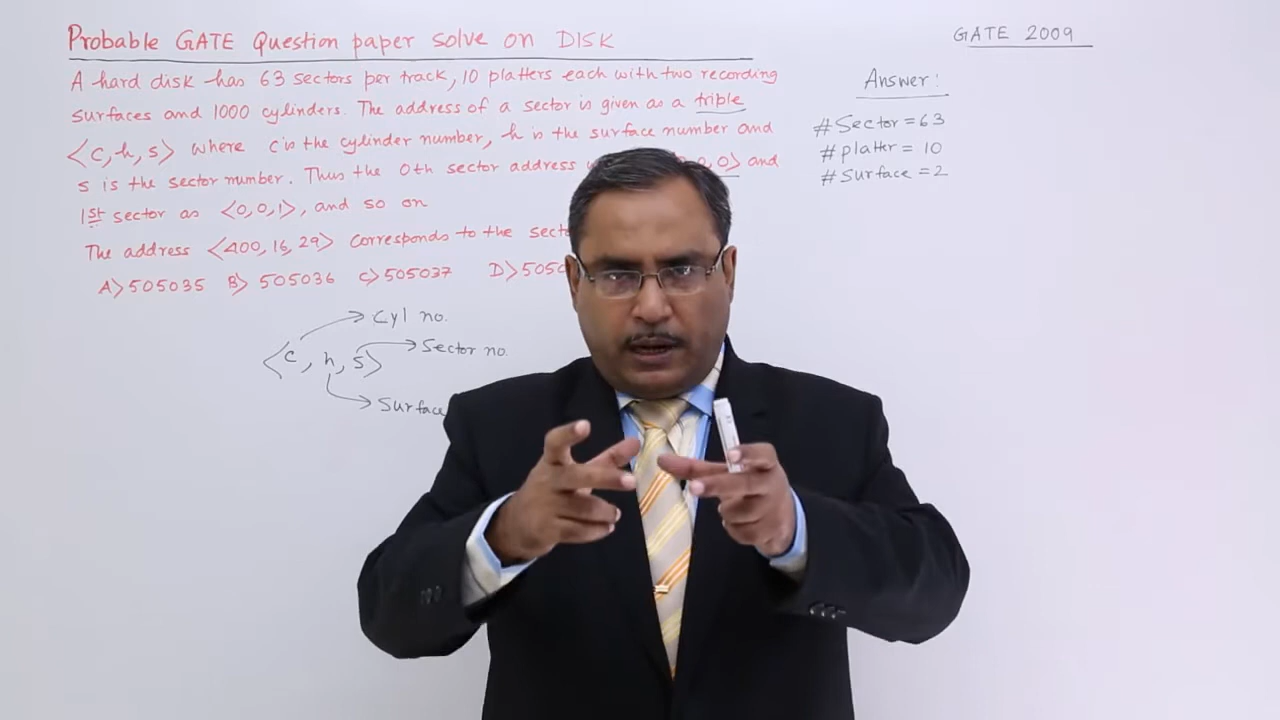 Probable GATE Question paper solve on DISK
GATE 2009
A hard disk has 63 sectors per track, 10 platters each with two recording
surfaces and 1000 cylinders. The address of a sector is given as a triple
<c, h, s> where c is the cylinder number, h is the surface number and
s is the sector number. Thus the 0th sector address 0, 0> and
1st sector as <0, 0, 1>, and so on
The address <400, 16, 29> corresponds to the
A> 505035 B> 505036 C> 505037 D>
<c, h, s>
Cyl no.
Sector no.
Surface
Answer:
#Sector = 63
#platter = 10
#Surface = 2